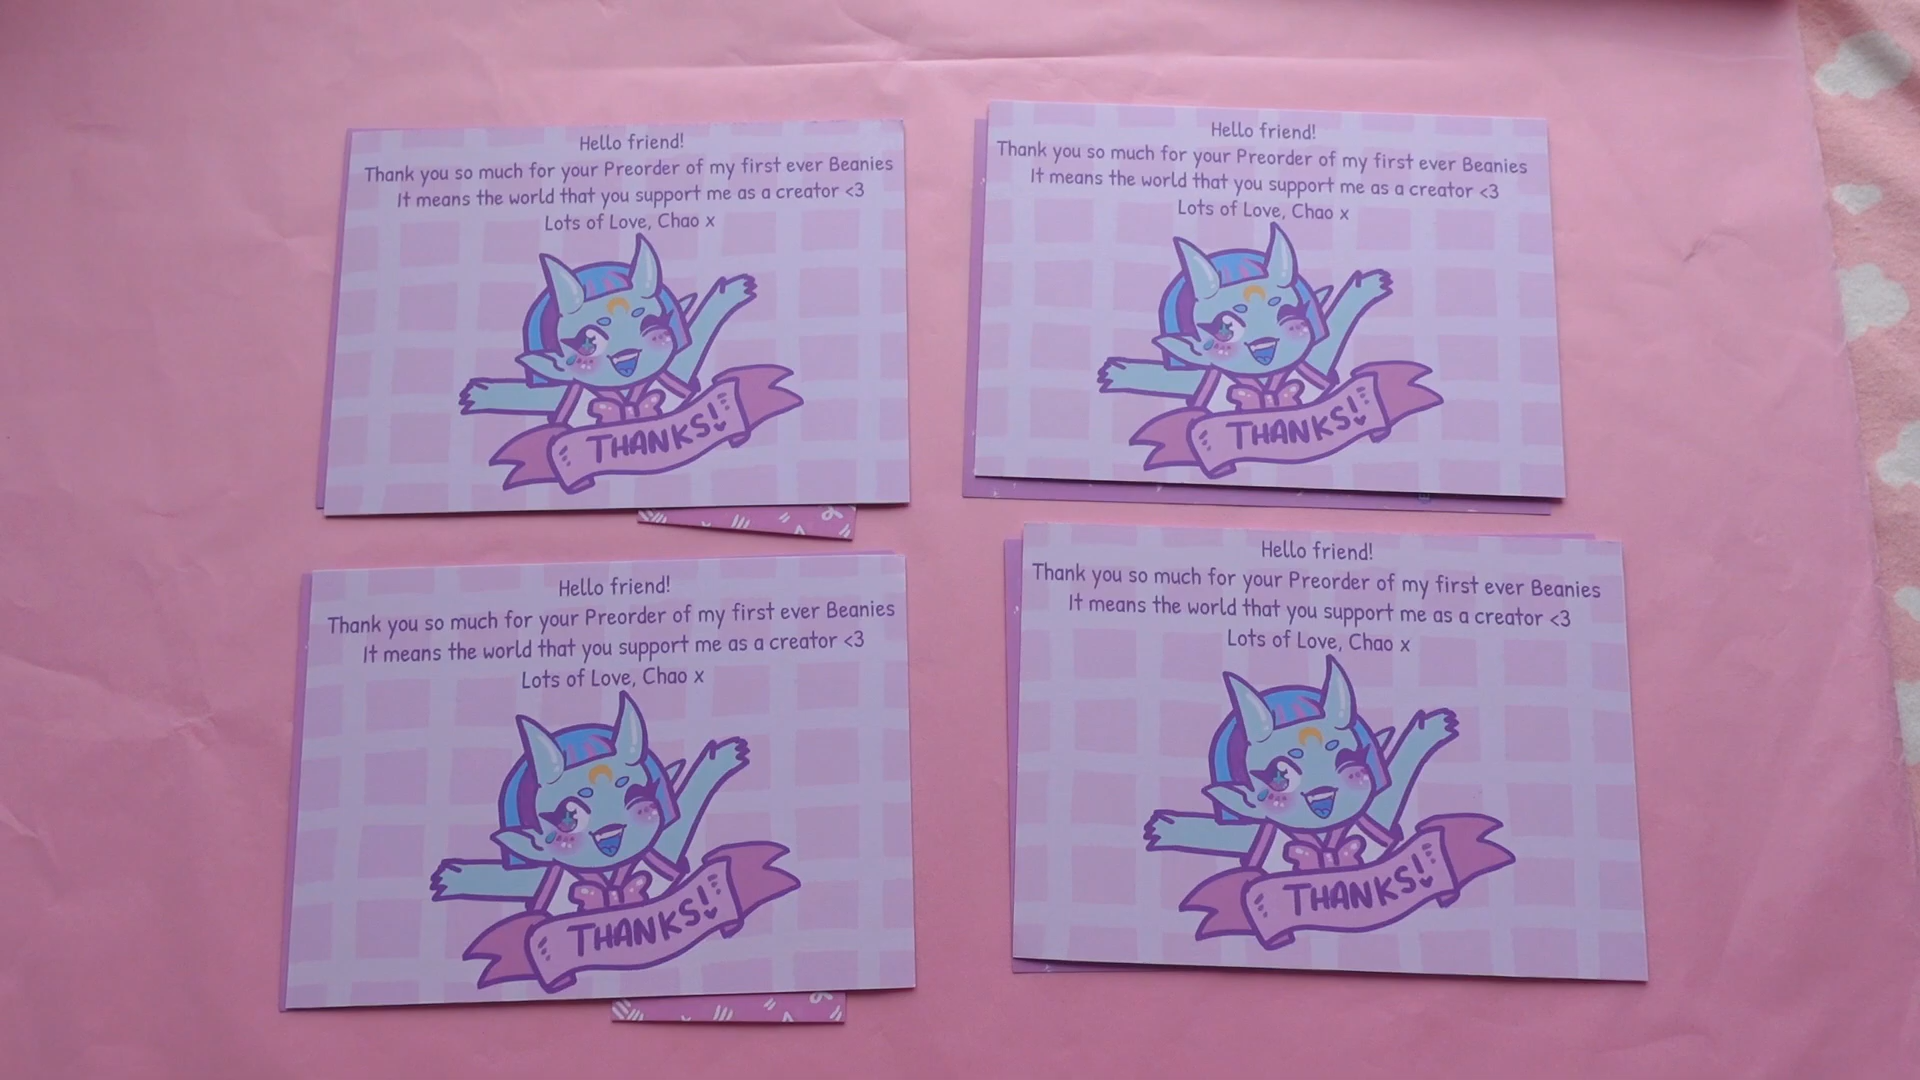 Hello friend!
Thank you so much for your Preorder of my first ever Beanies
It means the world that you support me as a creator <3
Lots of Love, Chao x
THANKS!
Hello friend!
Thank you so much for your Preorder of my first ever Beanies
It means the world that you support me as a creator <3
Lots of Love, Chao x
THANKS!
Hello friend!
Thank you so much for your Preorder of my first ever Beanies
It means the world that you support me as a creator <3
Lots of Love, Chao x
THANKS!
Hello friend!
Thank you so much for your Preorder of my first ever Beanies
It means the world that you support me as a creator <3
Lots of Love, Chao x
THANKS!